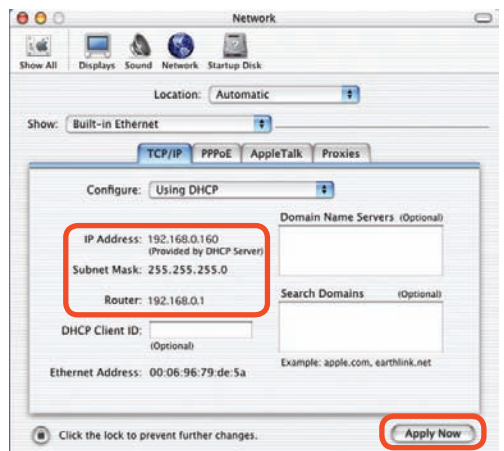 Network
Show All Displays Sound Network Startup Disk
Location: Automatic
Show: Built-in Ethernet
TCP/IP PPPoE AppleTalk Proxies
Configure: Using DHCP
Domain Name Servers (Optional)
IP Address: 192.168.0.160
(Provided by DHCP Server)
Subnet Mask: 255.255.255.0
Router: 192.168.0.1
Search Domains (Optional)
DHCP Client ID:
(Optional)
Example: apple.com, earthlink.net
Ethernet Address: 00:06:96:79:de:5a
Click the lock to prevent further changes.
Apply Now